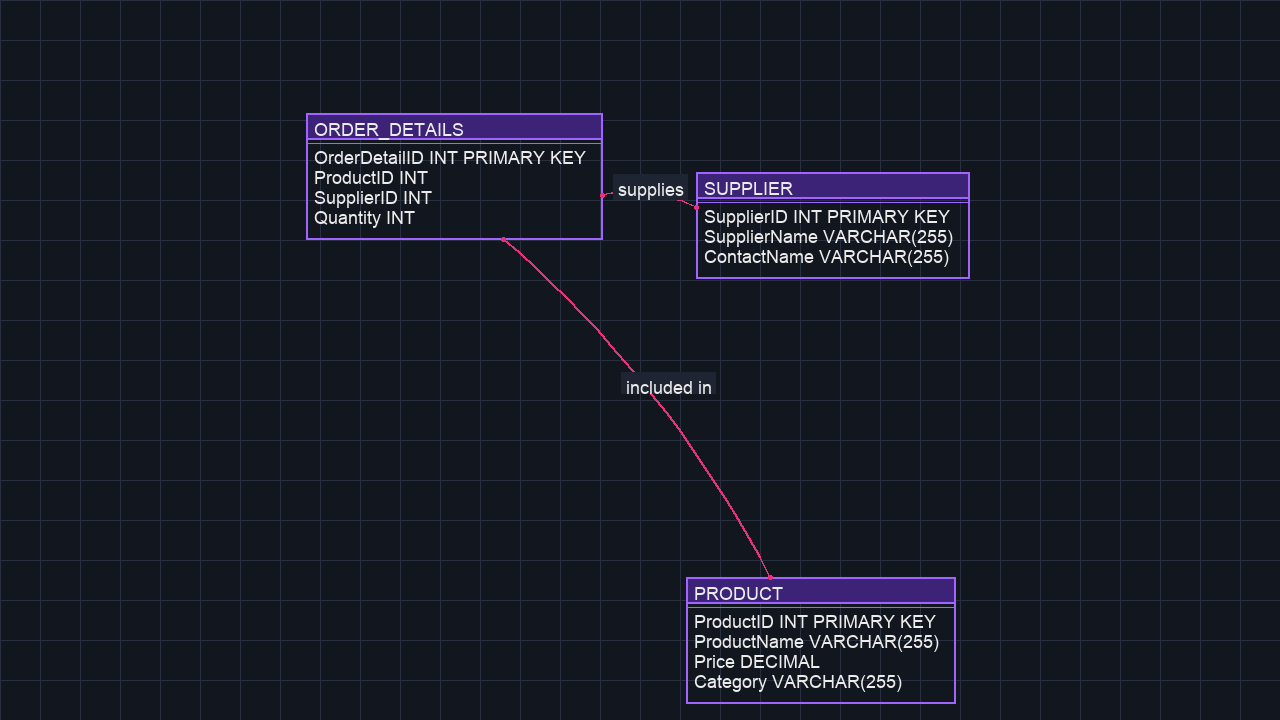 ORDER_DETAILS
OrderDetailID INT PRIMARY KEY
ProductID INT
SupplierID INT
Quantity INT
supplies
SUPPLIER
SupplierID INT PRIMARY KEY
SupplierName VARCHAR(255)
ContactName VARCHAR(255)
included in
PRODUCT
ProductID INT PRIMARY KEY
ProductName VARCHAR(255)
Price DECIMAL
Category VARCHAR(255)